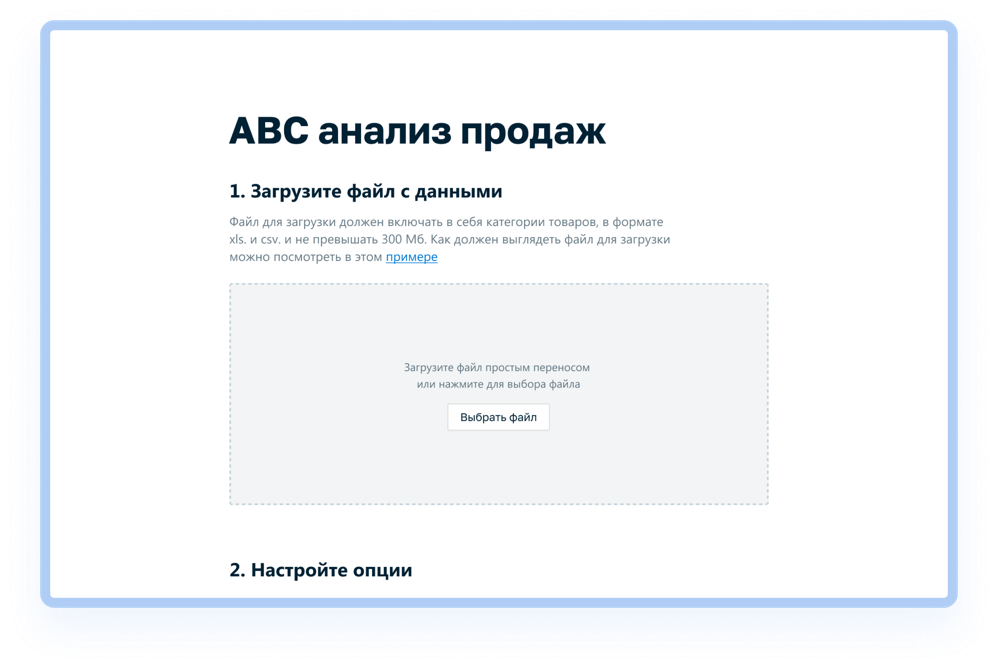 ABC анализ продаж
1. Загрузите файл с данными
Файл для загрузки должен включать в себя категории товаров, в формате
xls. и csv. и не превышать 300 Мб. Как должен выглядеть файл для загрузки
можно посмотреть в этом примере
Загрузите файл простым переносом
или нажмите для выбора файла
Выбрать файл
2. Настройте опции